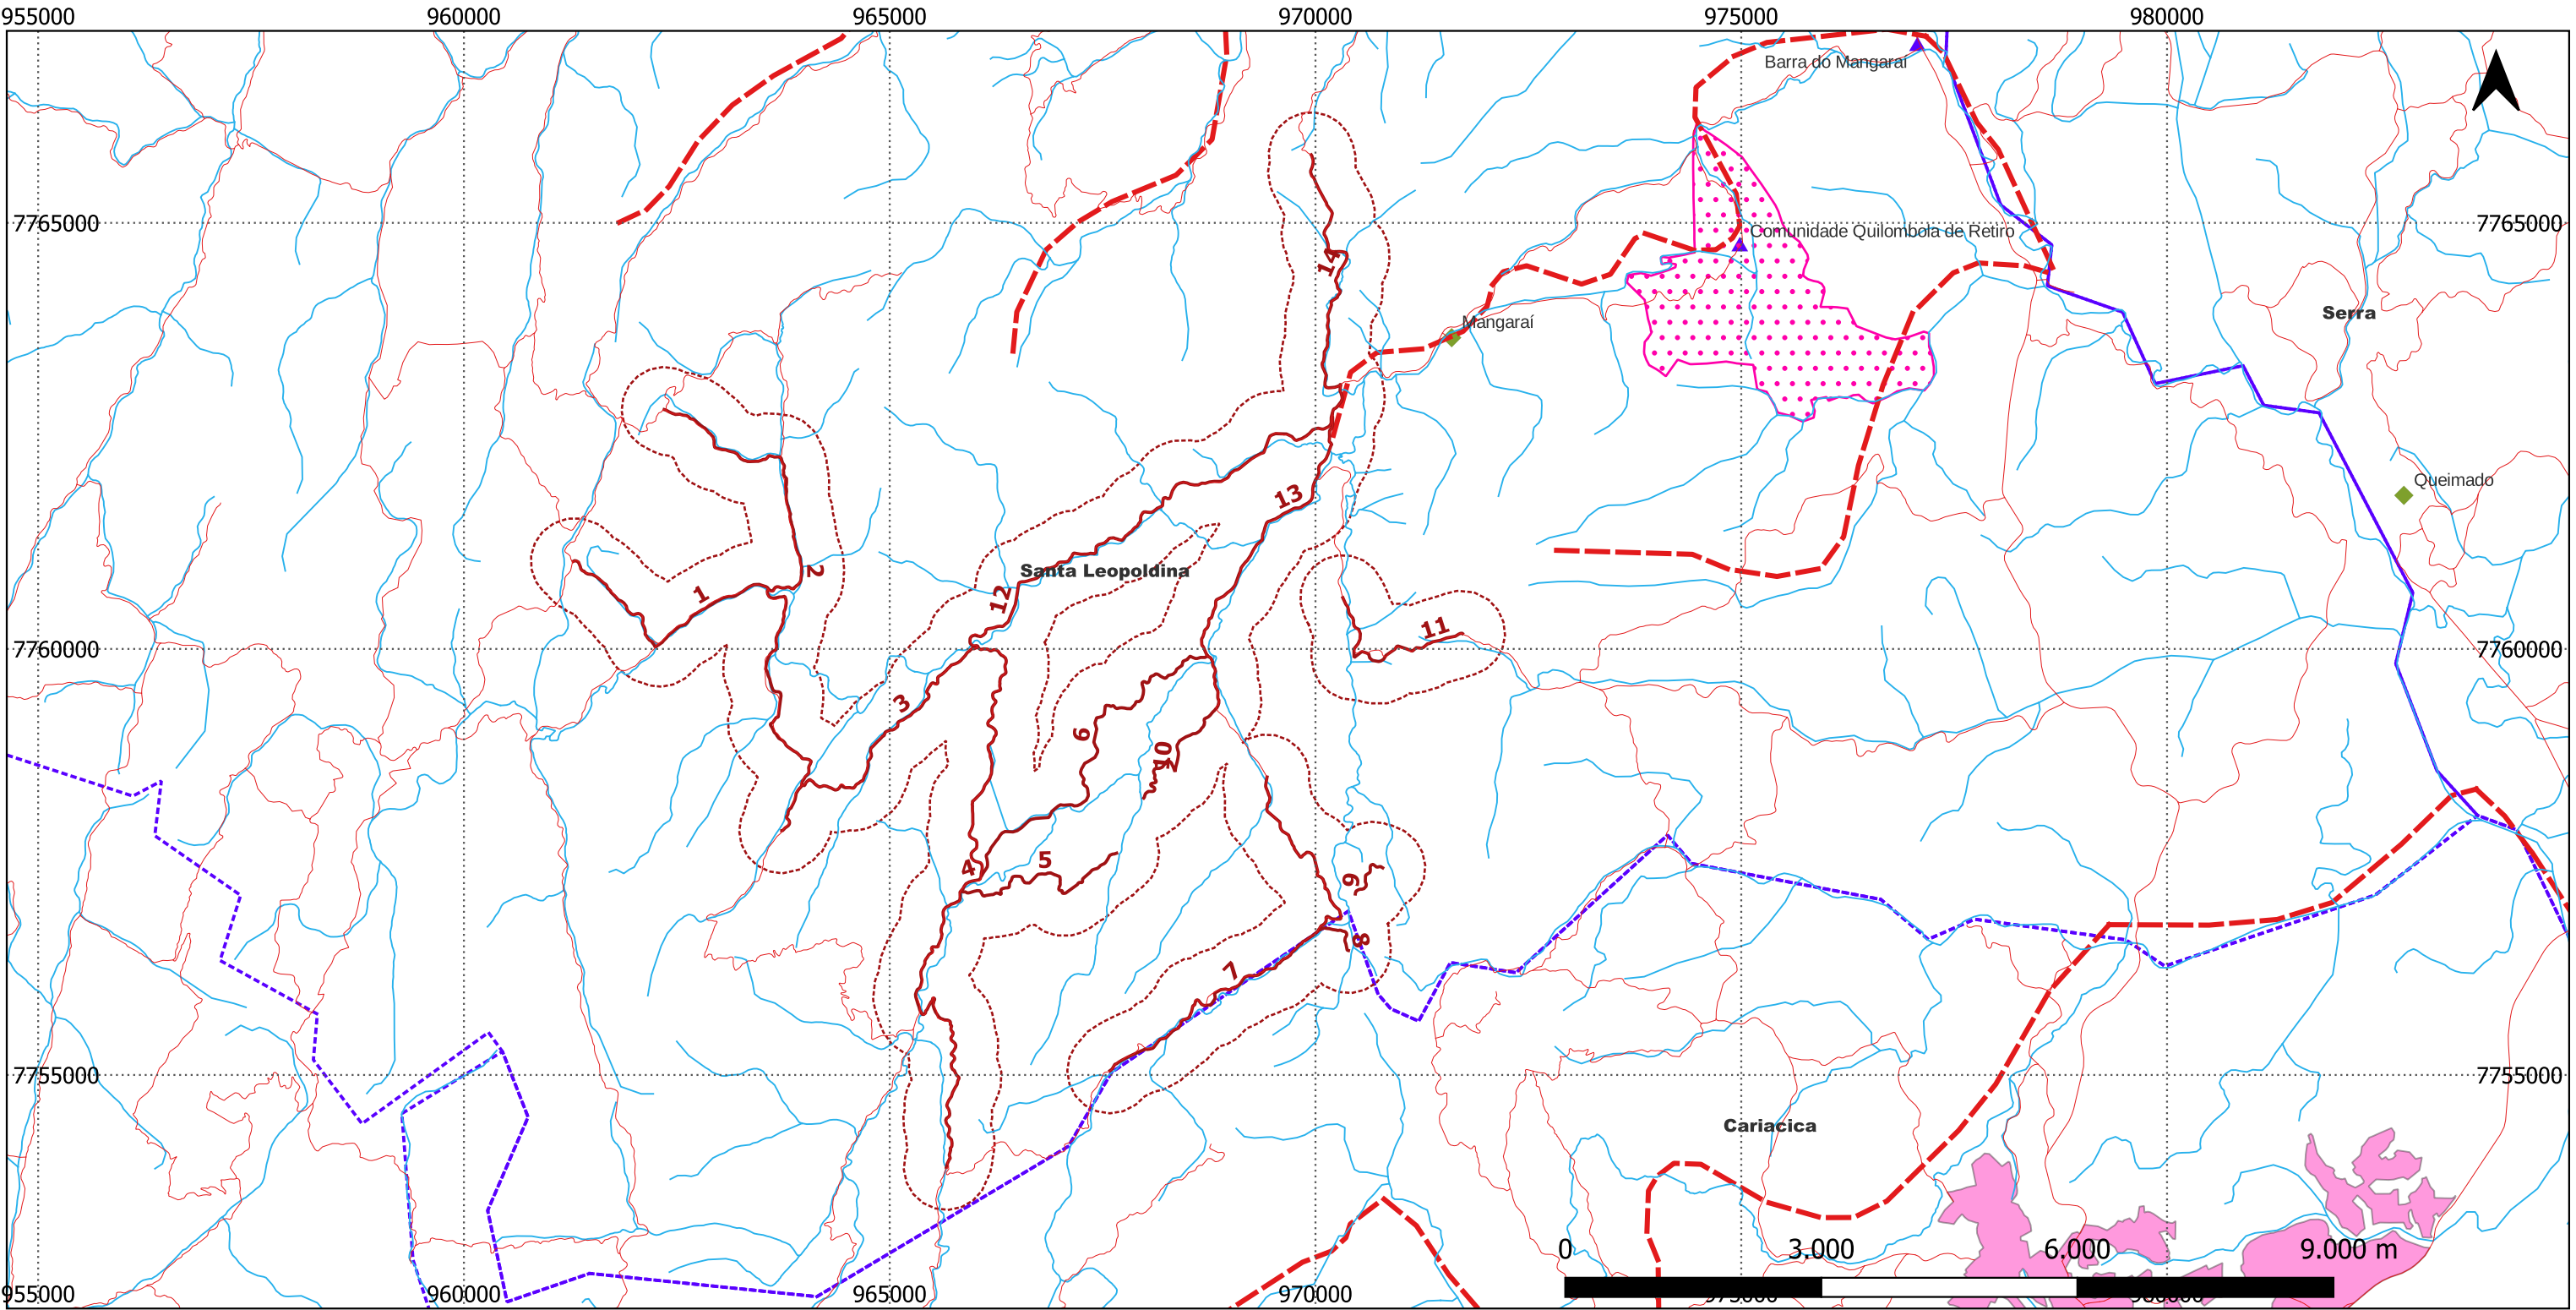 955000 960000 965000 970000 975000 980000
Barra do Mangaraí
7765000 7765000
Comunidade Quilombola de Retiro
14
Serra
Mangaraí
Queimado
13
Santa Leopoldina
2
1
12
11
7760000 7760000
3
6
10
5
4
9
8
7
7755000 7755000
Cariacica
0 3.000 6.000 9.000 m
955000 960000 965000 970000 975000 980000